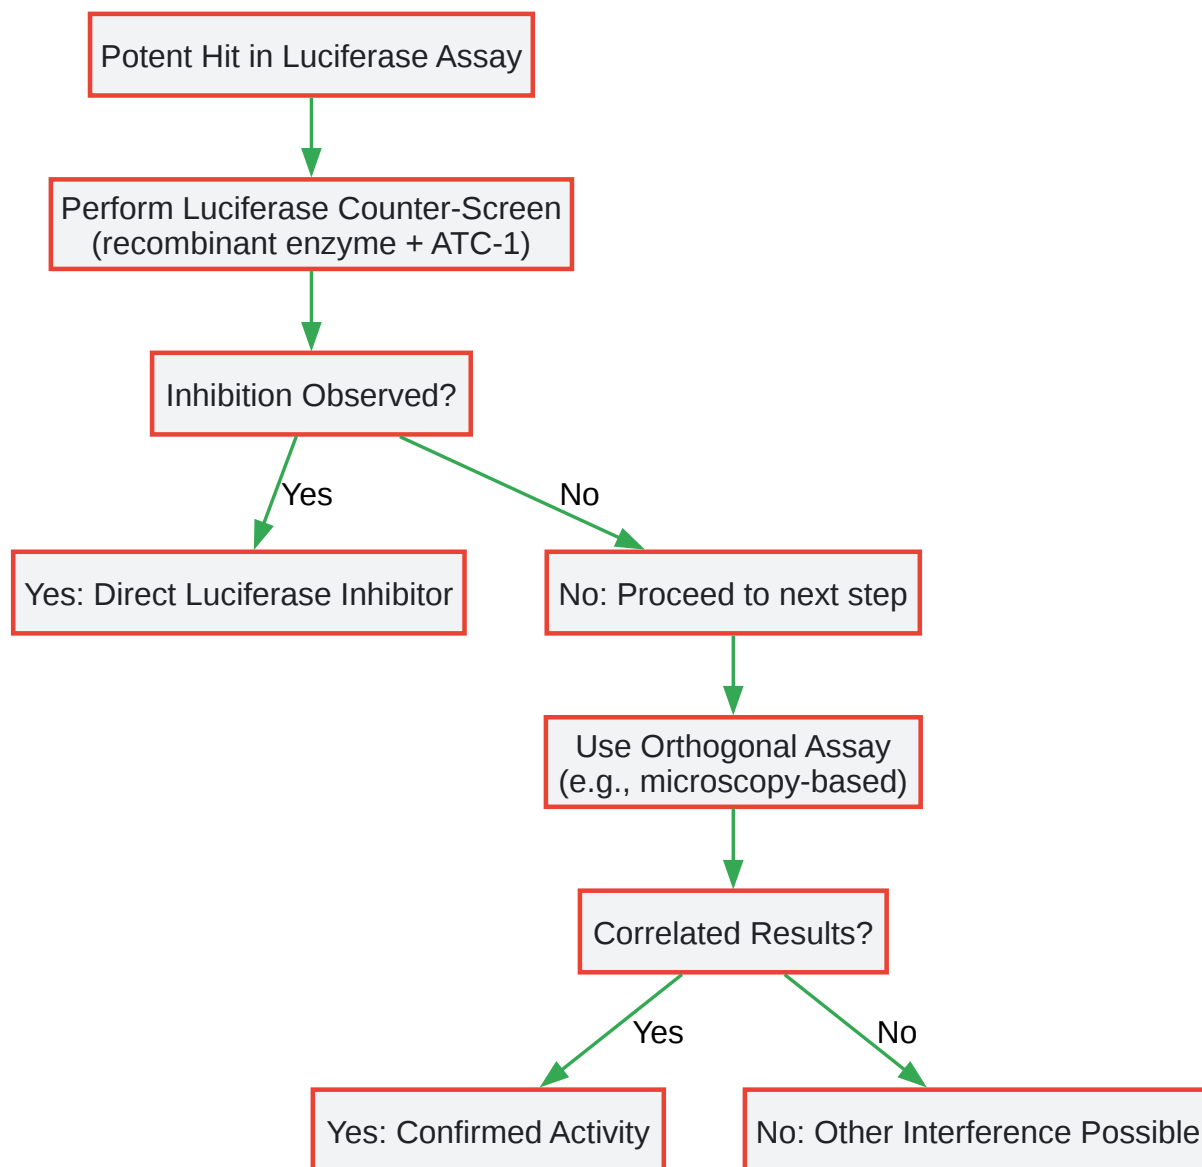 Potent Hit in Luciferase Assay
Perform Luciferase Counter-Screen
(recombinant enzyme + ATC-1)
Inhibition Observed?
Yes
No
Yes: Direct Luciferase Inhibitor
No: Proceed to next step
Use Orthogonal Assay
(e.g., microscopy-based)
Correlated Results?
Yes
No
Yes: Confirmed Activity
No: Other Interference Possible